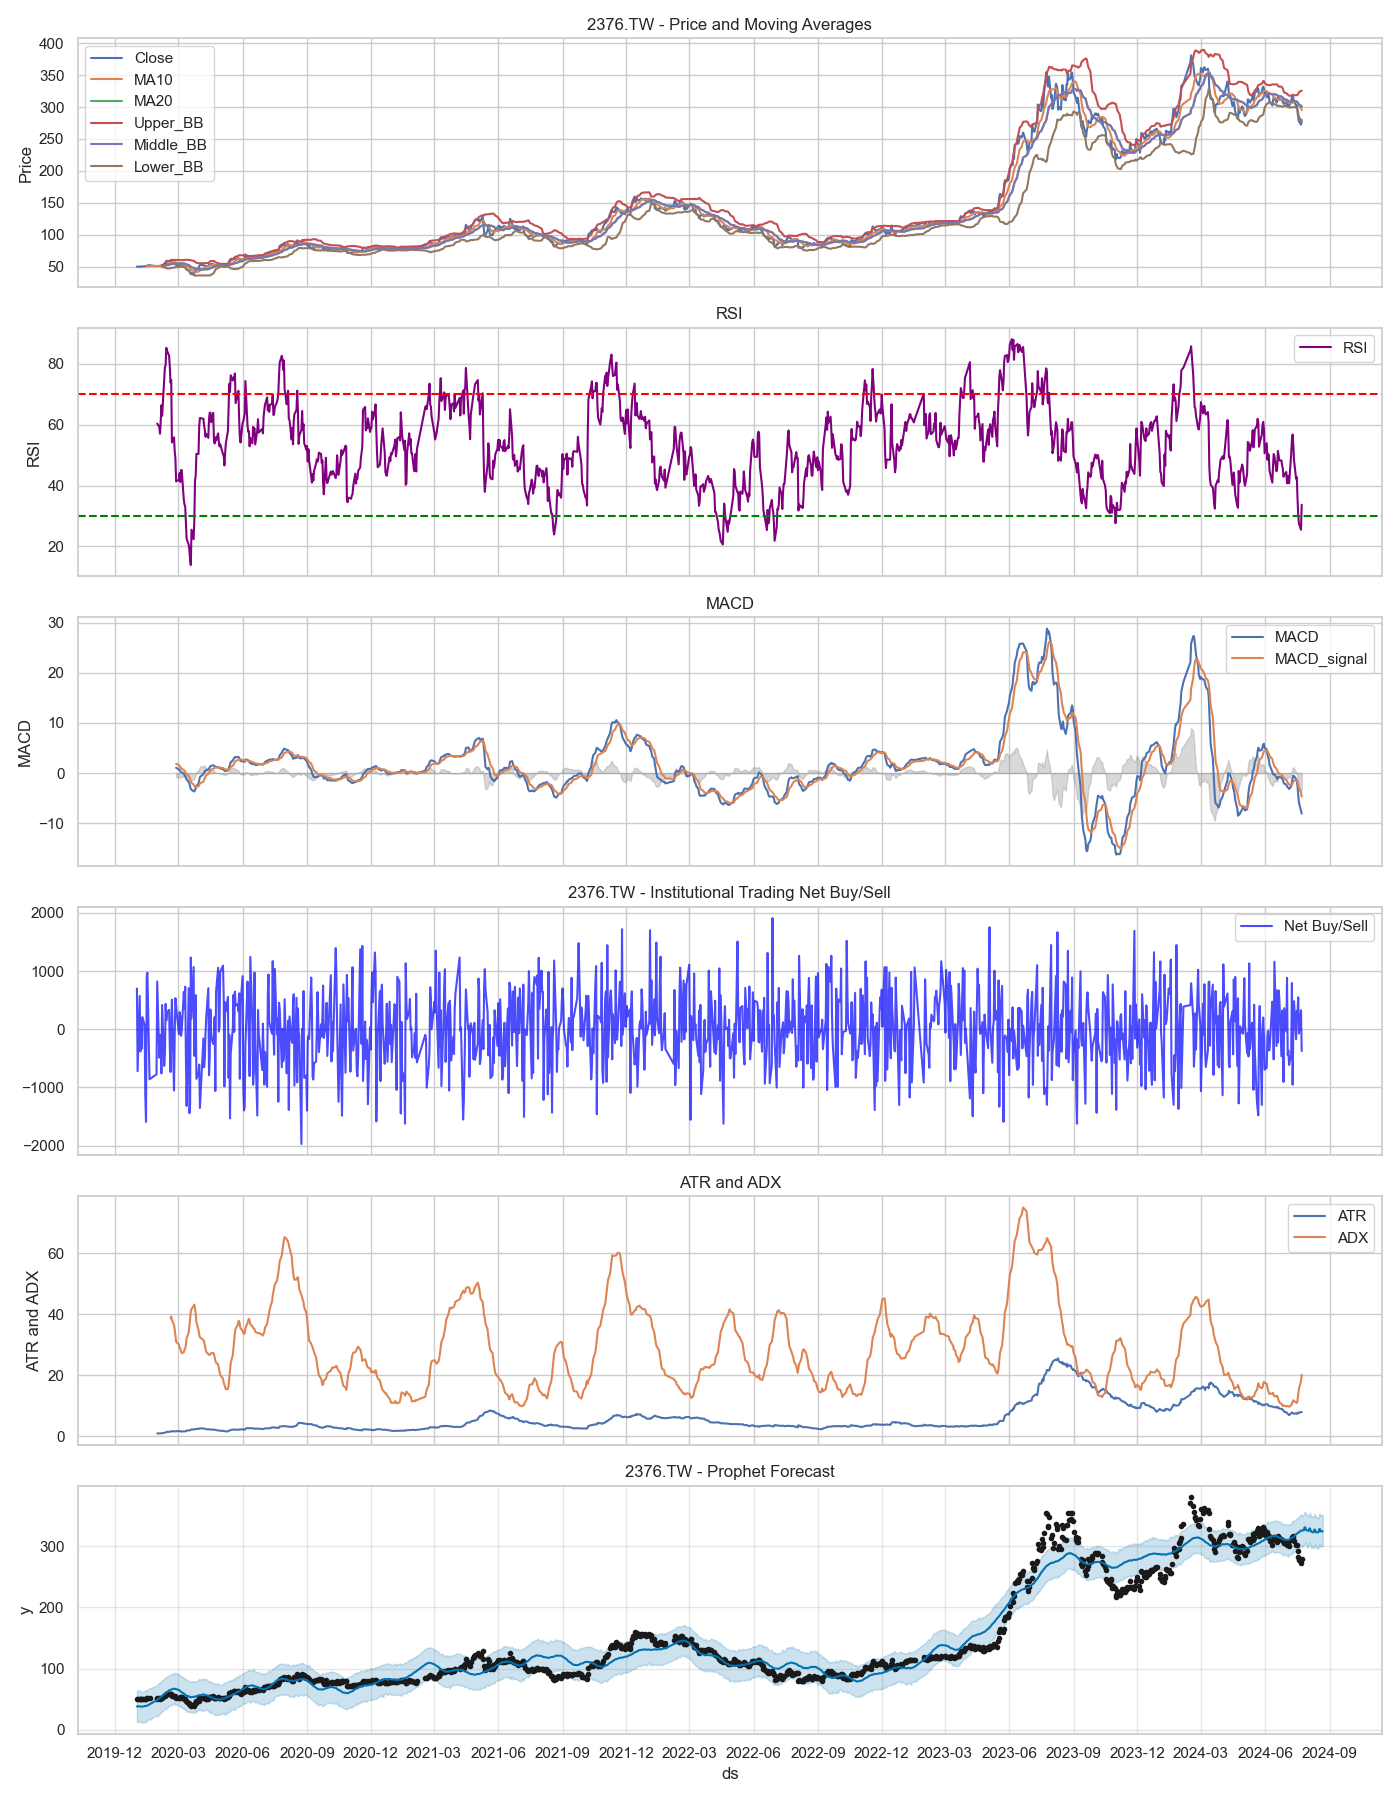 2376.TW - Price and Moving Averages
400
350
300
250
200
150
100
50
Price
Close
MA10
MA20
Upper_BB
Middle_BB
Lower_BB
RSI
80
60
40
20
RSI
RSI
MACD
30
20
10
0
−10
MACD
MACD
MACD_signal
2376.TW - Institutional Trading Net Buy/Sell
2000
1000
0
−1000
−2000
Net Buy/Sell
ATR and ADX
60
40
20
0
ATR and ADX
ATR
ADX
2376.TW - Prophet Forecast
300
200
100
0
y
2019-12 2020-03 2020-06 2020-09 2020-12 2021-03 2021-06 2021-09 2021-12 2022-03 2022-06 2022-09 2022-12 2023-03 2023-06 2023-09 2023-12 2024-03 2024-06 2024-09
ds